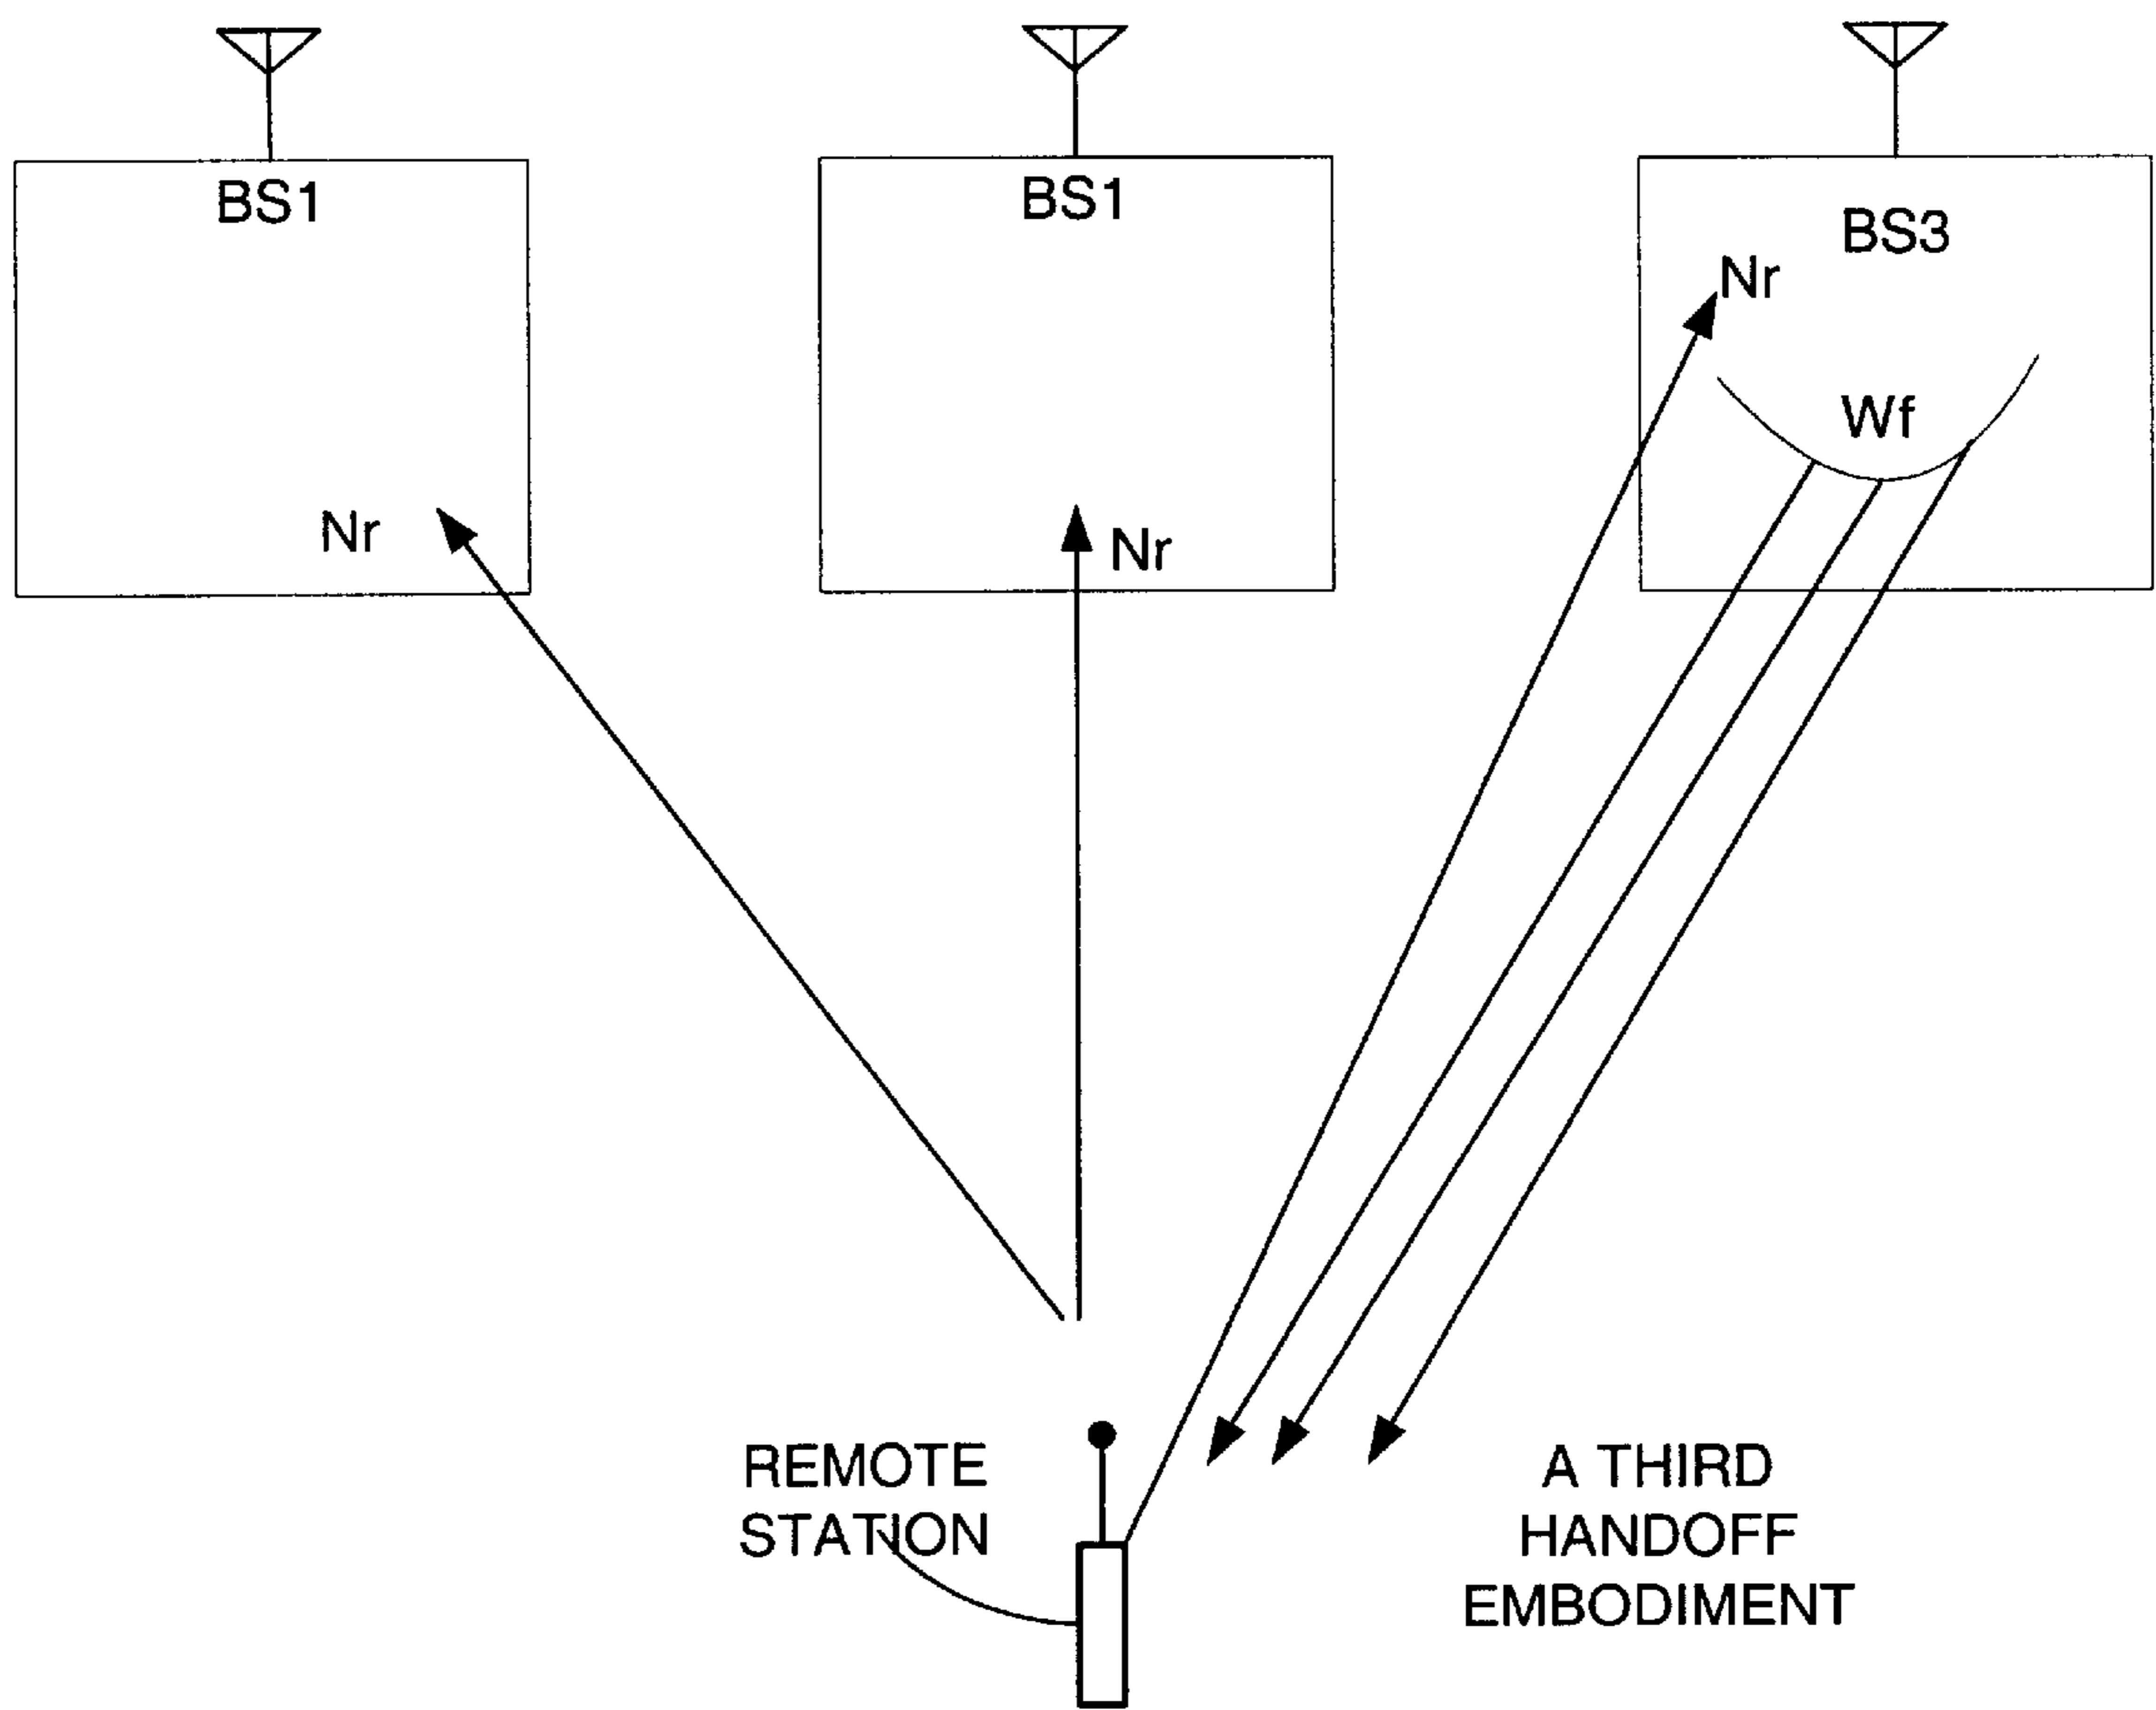 BS1
BS1
BS3
Nr
Wf
Nr
Nr
REMOTE
STATION
A THIRD
HANDOFF
EMBODIMENT